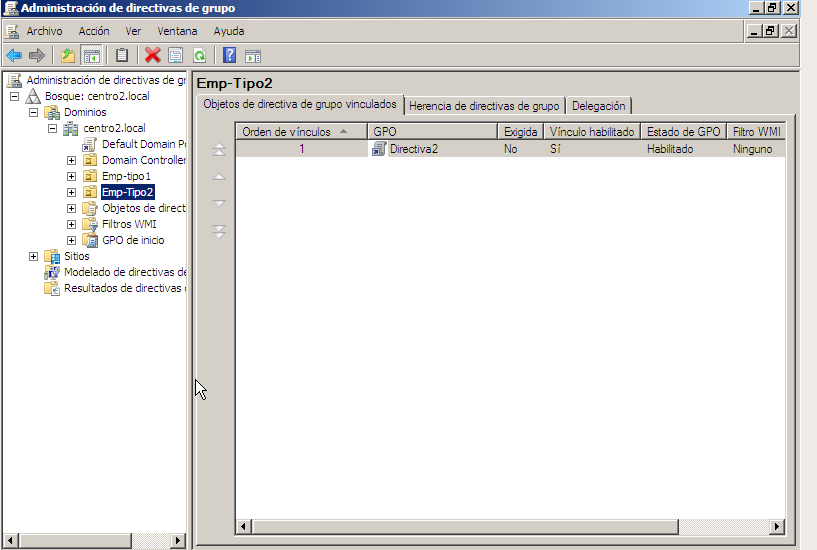 Administración de directivas de grupo
Archivo Acción Ver Ventana Ayuda
Administración de directivas de gr
Bosque: centro2.local
Dominios
centro2.local
Default Domain P
Domain Controller
Emp-tipo1
Emp-Tipo2
Objetos de direct
Filtros WMI
GPO de inicio
Sitios
Modelado de directivas de
Resultados de directivas
Emp-Tipo2
Objetos de directiva de grupo vinculados Herencia de directivas de grupo Delegación
Orden de vínculos GPO Exigida Vínculo habilitado Estado de GPO Filtro WMI
1 Directiva2 No Sí Habilitado Ninguno